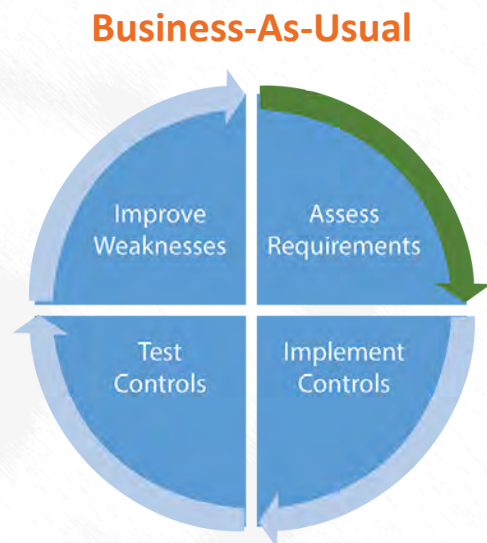 Business-As-Usual
Improve
Weaknesses
Assess
Requirements
Test
Controls
Implement
Controls